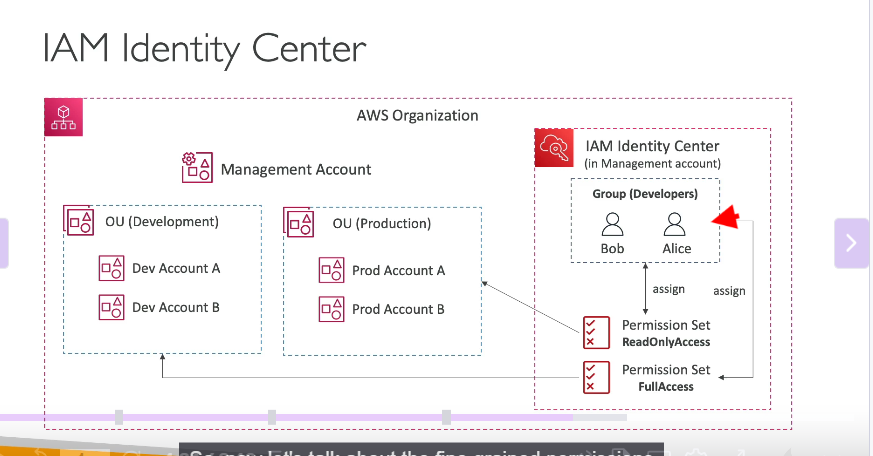 IAM Identity Center
AWS Organization
Management Account
OU (Development)
Dev Account A
Dev Account B
OU (Production)
Prod Account A
Prod Account B
IAM Identity Center
(in Management account)
Group (Developers)
Bob
Alice
assign
assign
Permission Set
ReadOnlyAccess
Permission Set
FullAccess
So now let's talk about the fine-grained permissions